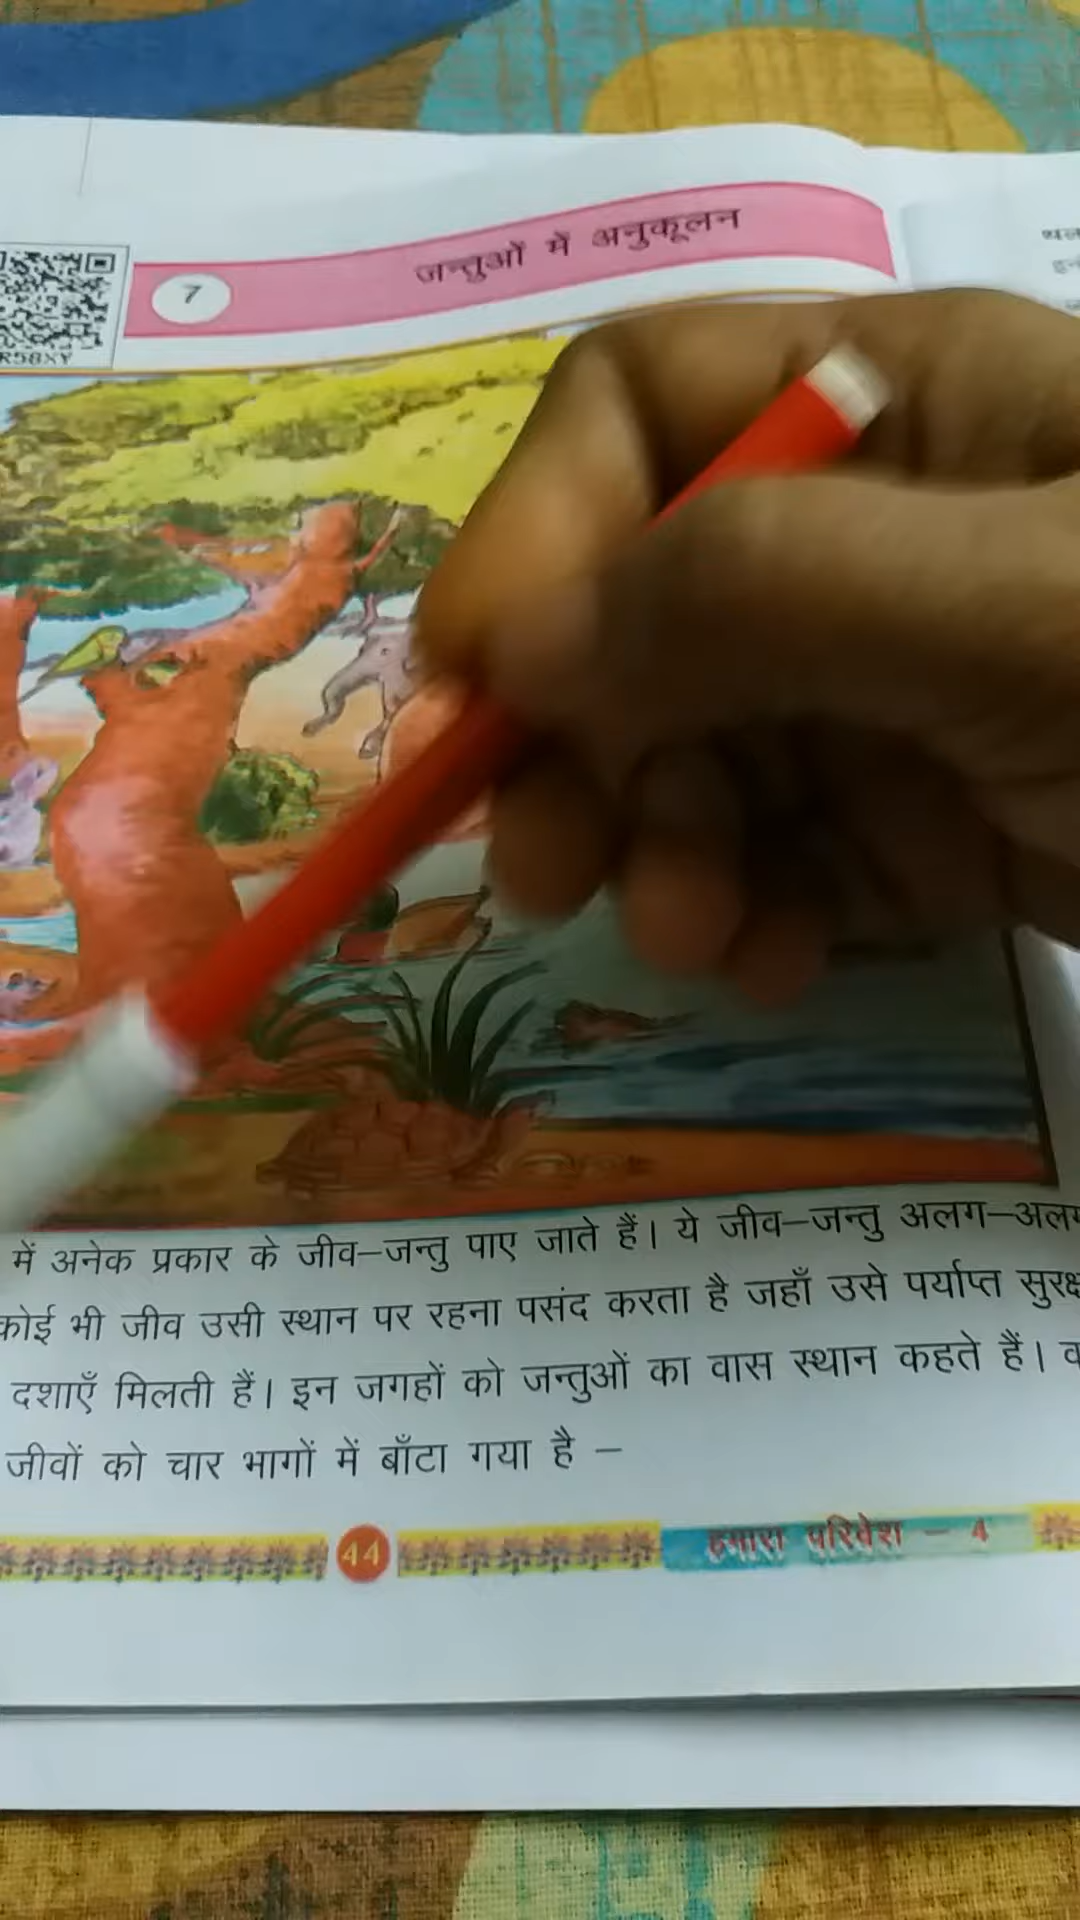 जन्तुओं में अनुकूलन
7
R58XY
में अनेक प्रकार के जीव–जन्तु पाए जाते हैं। ये जीव–जन्तु अलग–अलग
कोई भी जीव उसी स्थान पर रहना पसंद करता है जहाँ उसे पर्याप्त
दशाएँ मिलती हैं। इन जगहों को जन्तुओं का वास स्थान कहते हैं।
जीवों को चार भागों में बाँटा गया है –
44
हमारा परिवेश – 4